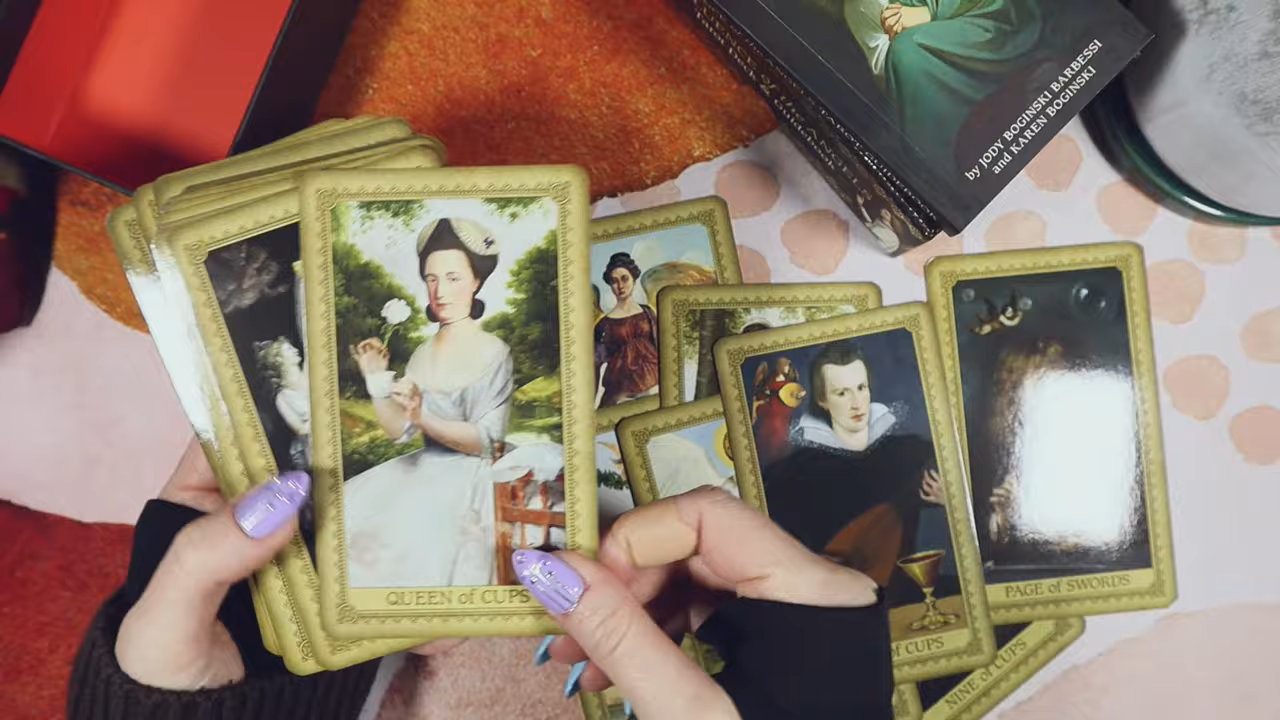 by JODY BOGINSKI BARBESSI
and KAREN BOGINSKI
QUEEN of CUPS
PAGE of SWORDS
of CUPS
NINE of CUPS